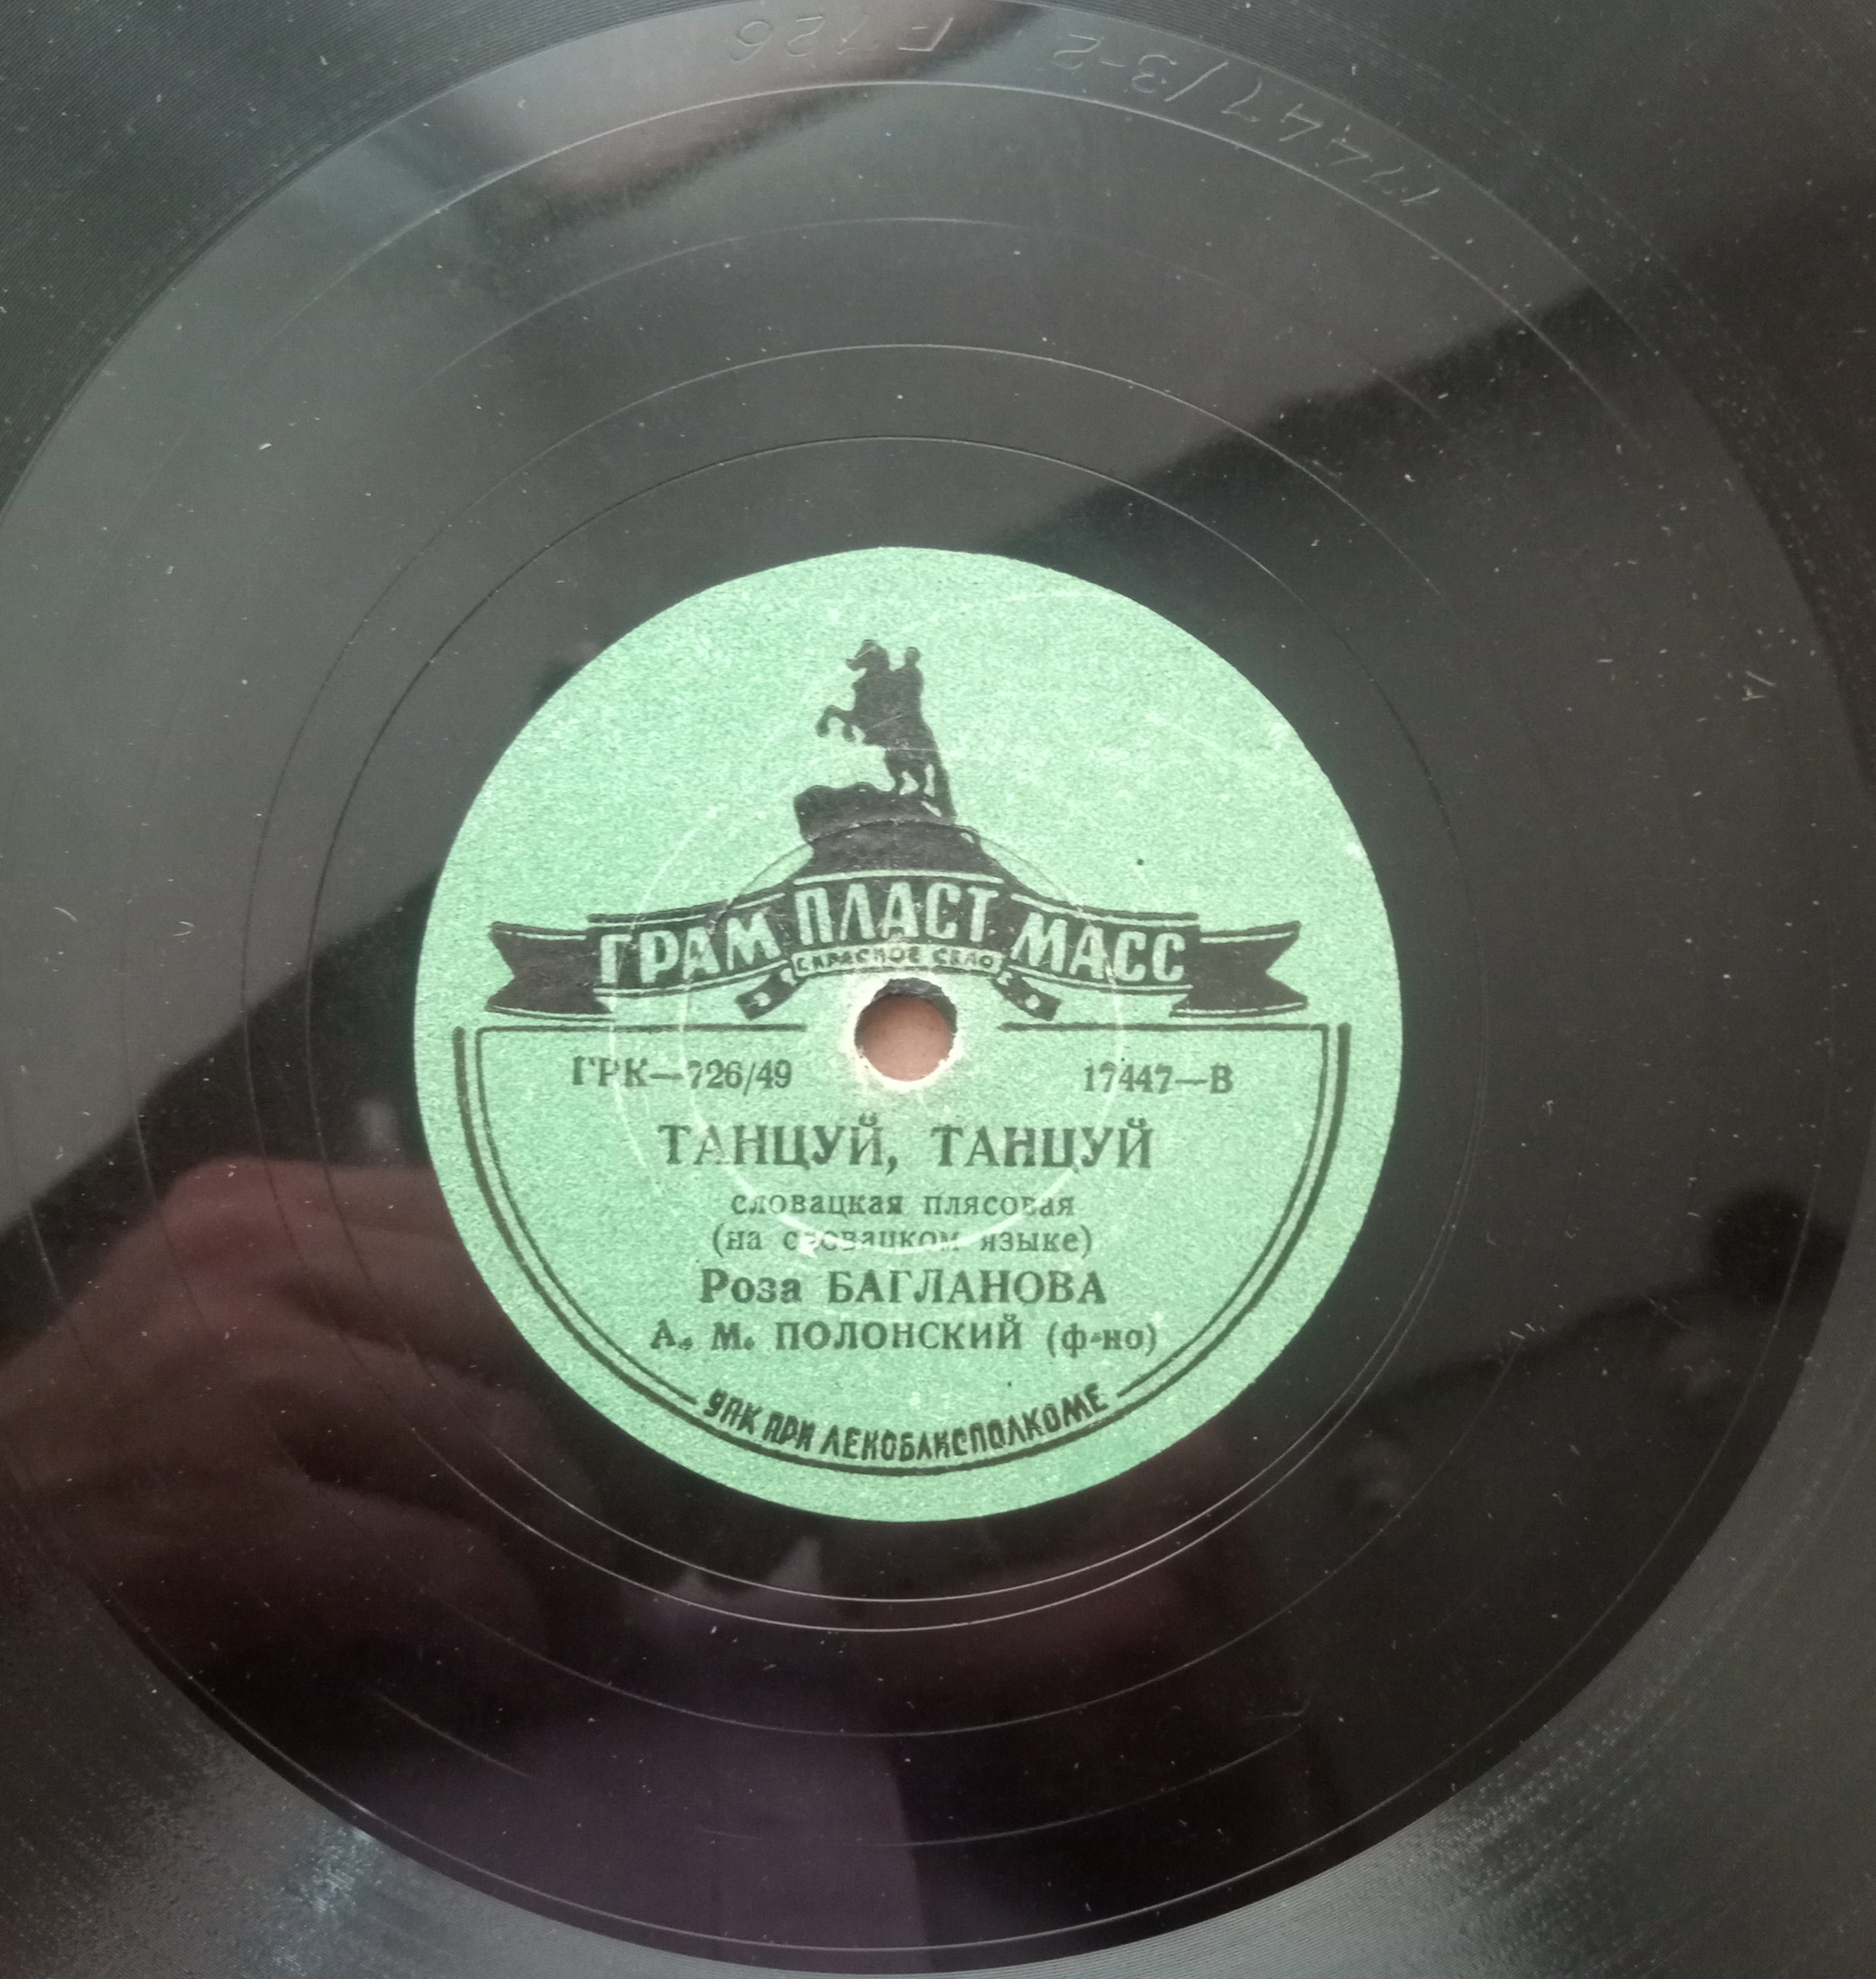 17447/3-2 Г 726
ГРАМ ПЛАСТ МАСС
с. КРАСНОЕ СЕЛО
ГРК—726/49 17447—В
ТАНЦУЙ, ТАНЦУЙ
словацкая плясовая
(на словацком языке)
Роза БАГЛАНОВА
А. М. ПОЛОНСКИЙ (ф-но)
УПК ПРИ ЛЕНОБЛИСПОЛКОМЕ